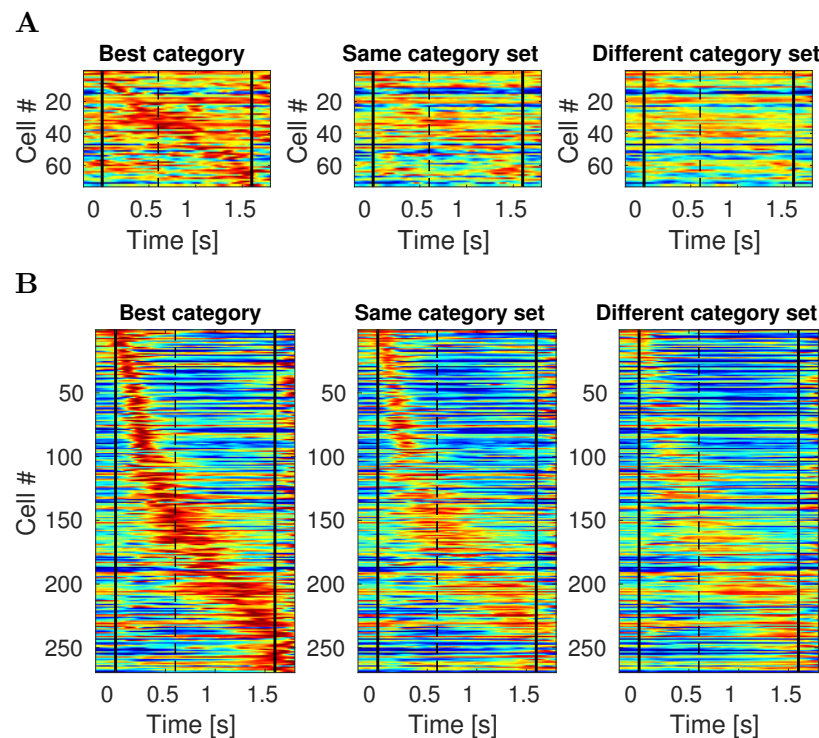 A
Best category
Same category set
Different category set
Cell #
20
40
60
0 0.5 1 1.5
Time [s]
Cell #
20
40
60
0 0.5 1 1.5
Time [s]
Cell #
20
40
60
0 0.5 1 1.5
Time [s]
B
Best category
Same category set
Different category set
Cell #
50
100
150
200
250
0 0.5 1 1.5
Time [s]
50
100
150
200
250
0 0.5 1 1.5
Time [s]
50
100
150
200
250
0 0.5 1 1.5
Time [s]